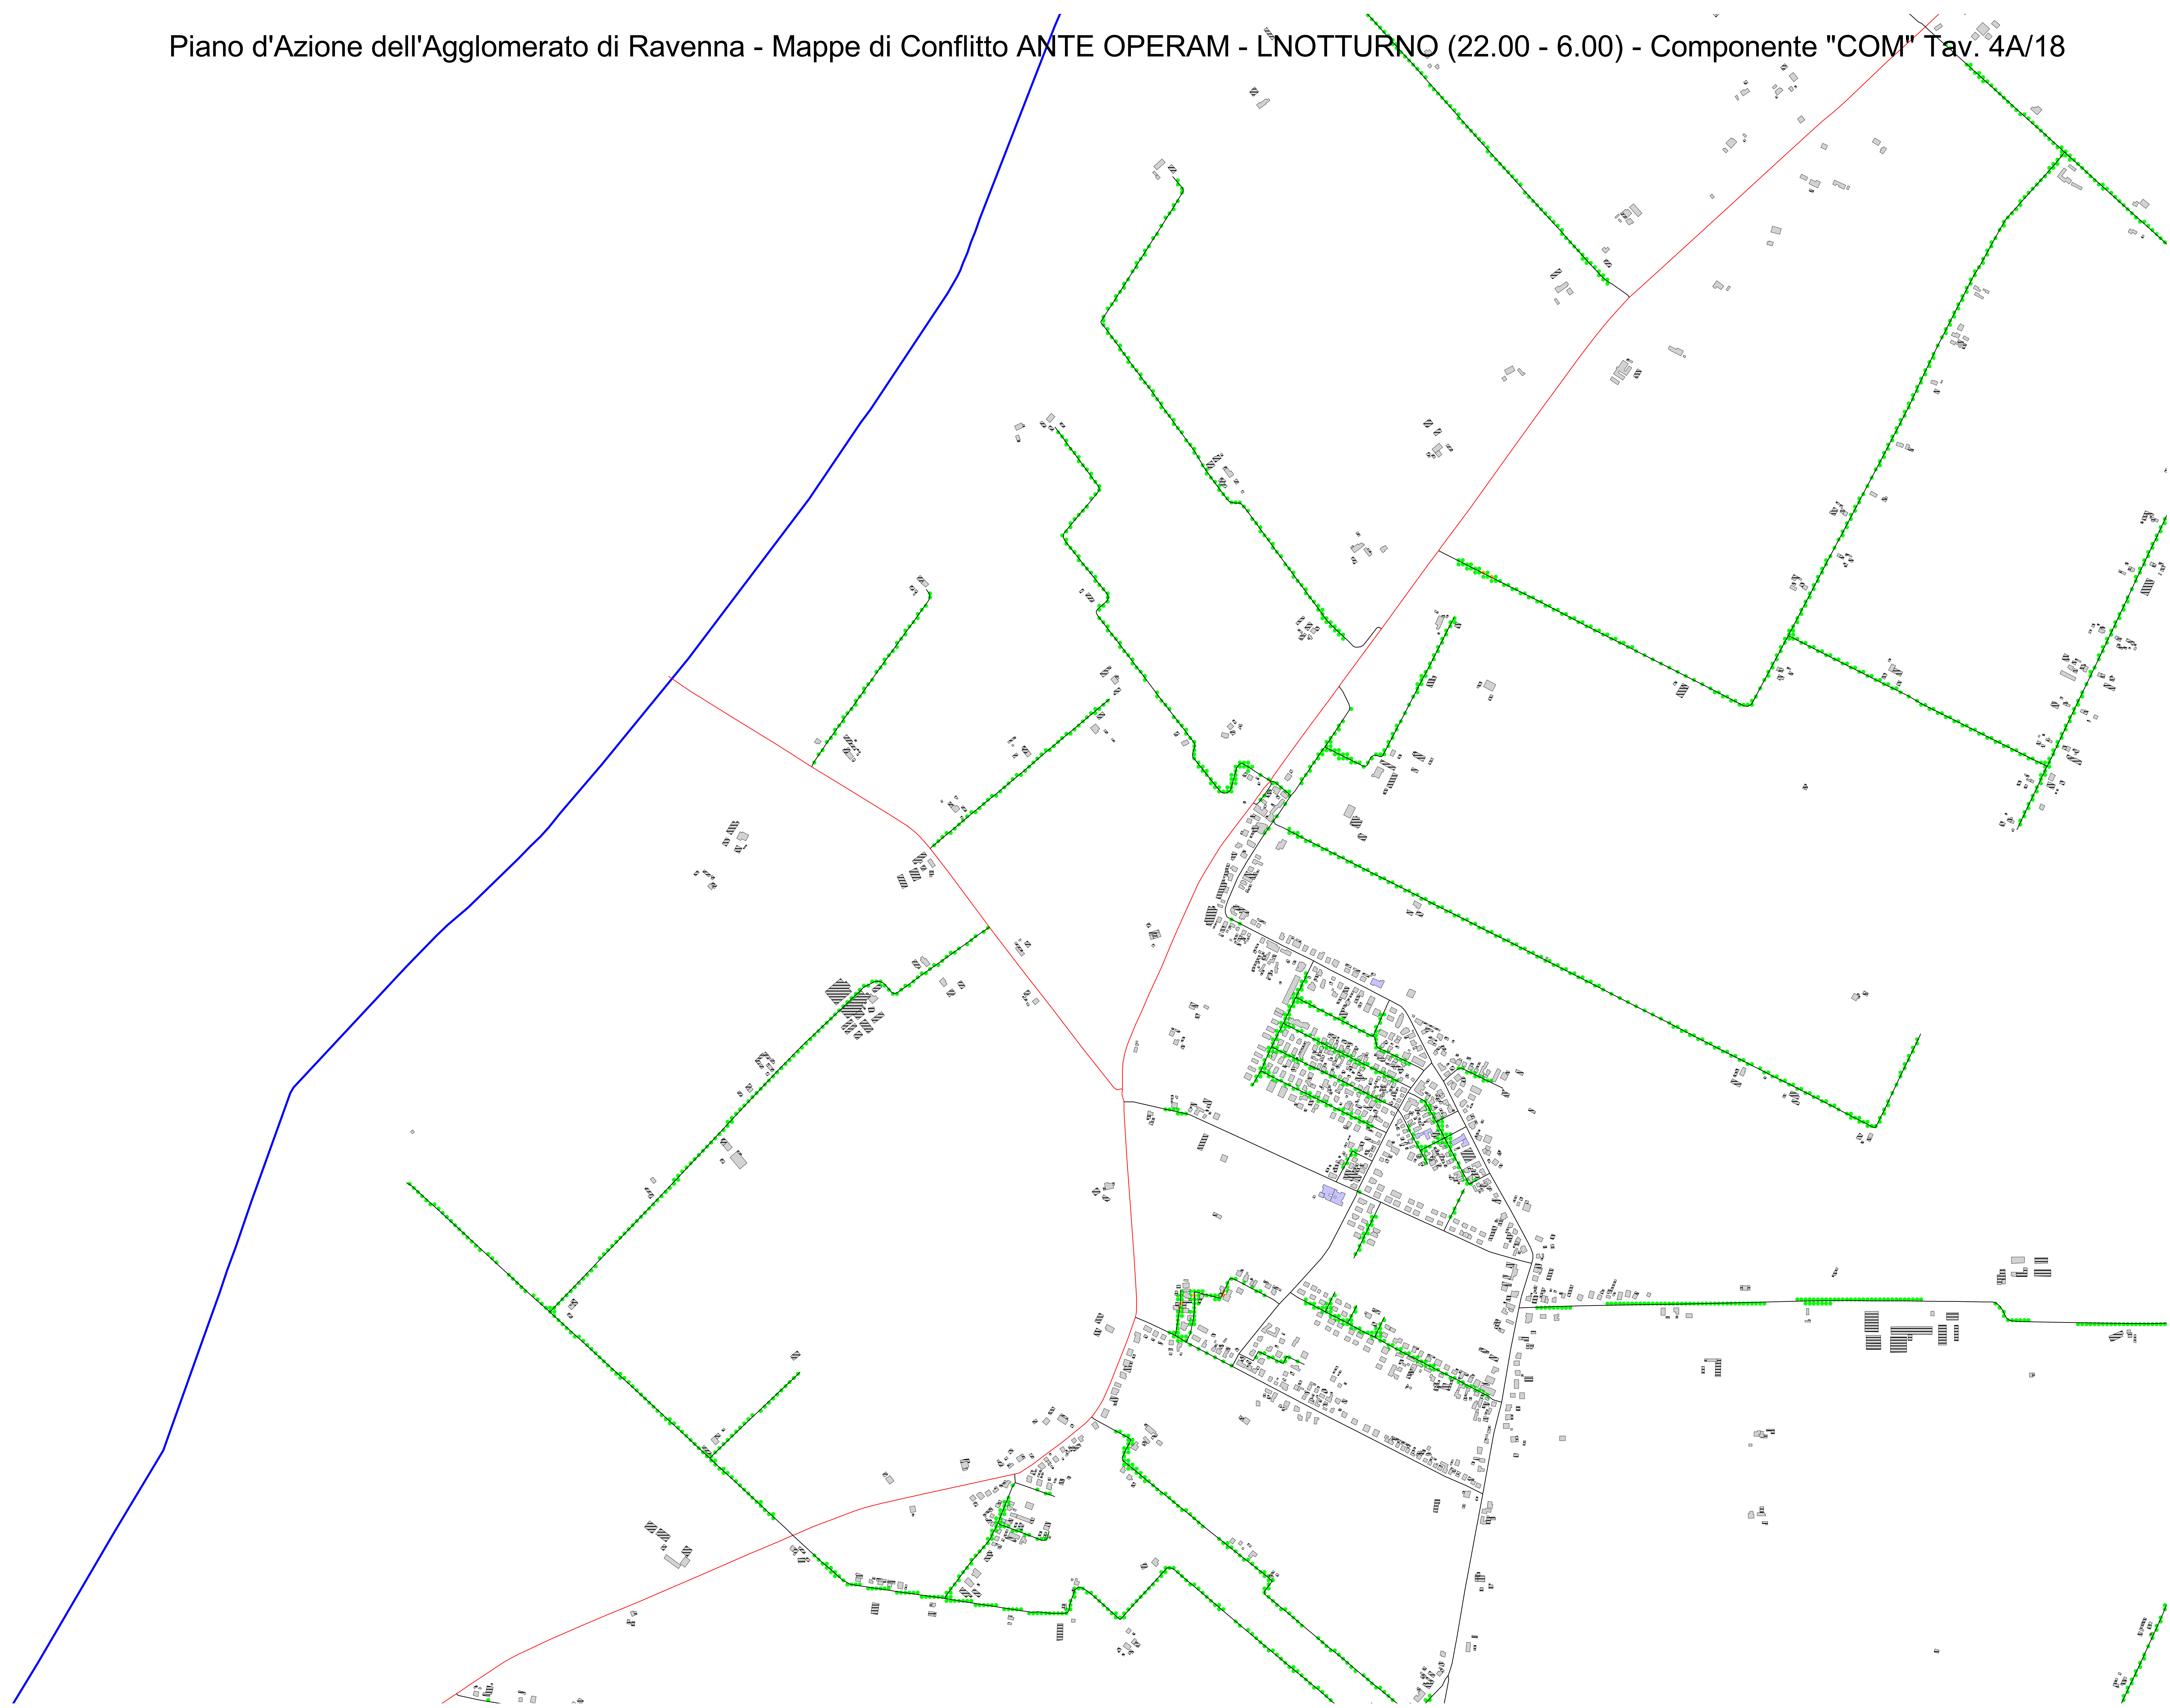 Piano d'Azione dell'Agglomerato di Ravenna - Mappe di Conflitto ANTE OPERAM - LNOTTURNO (22.00 - 6.00) - Componente "COM" Tav. 4A/18